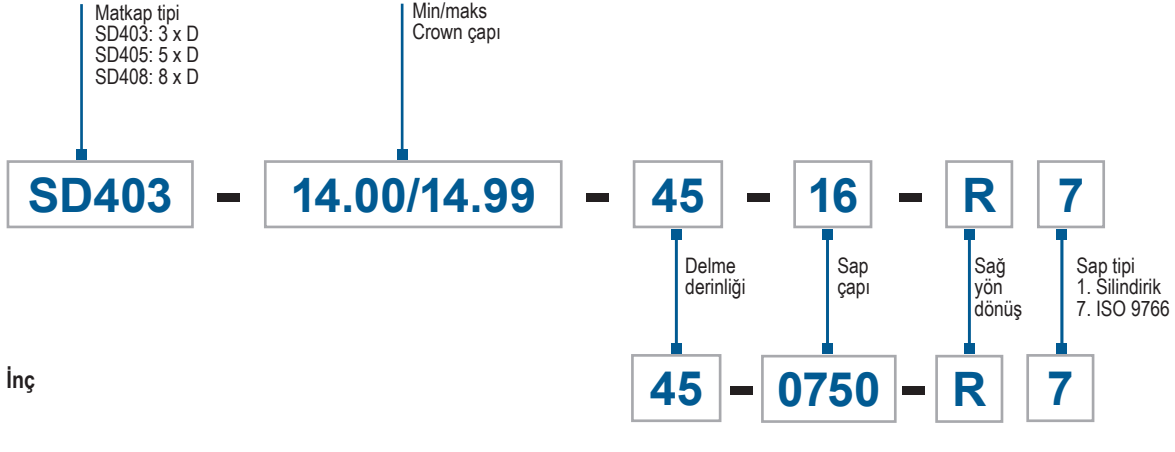 Matkap tipi
SD403: 3 x D
SD405: 5 x D
SD408: 8 x D
Min/maks
Crown çapı
SD403 - 14.00/14.99 - 45 - 16 - R 7
Delme
derinliği
Sap
çapı
Sağ
yön
dönüş
Sap tipi
1. Silindirik
7. ISO 9766
İnç
45 - 0750 - R 7